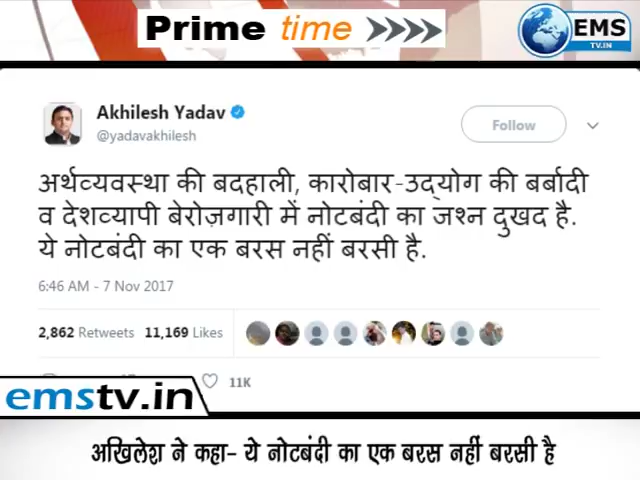 Prime time
EMS
TV.IN
Akhilesh Yadav
@yadavakhilesh
Follow
अर्थव्यवस्था की बदहाली, कारोबार-उद्योग की बर्बादी
व देशव्यापी बेरोज़गारी में नोटबंदी का जश्न दुखद है.
ये नोटबंदी का एक बरस नहीं बरसी है.
6:46 AM - 7 Nov 2017
2,862 Retweets 11,169 Likes
11K
emstv.in
अखिलेश ने कहा- ये नोटबंदी का एक बरस नहीं बरसी है